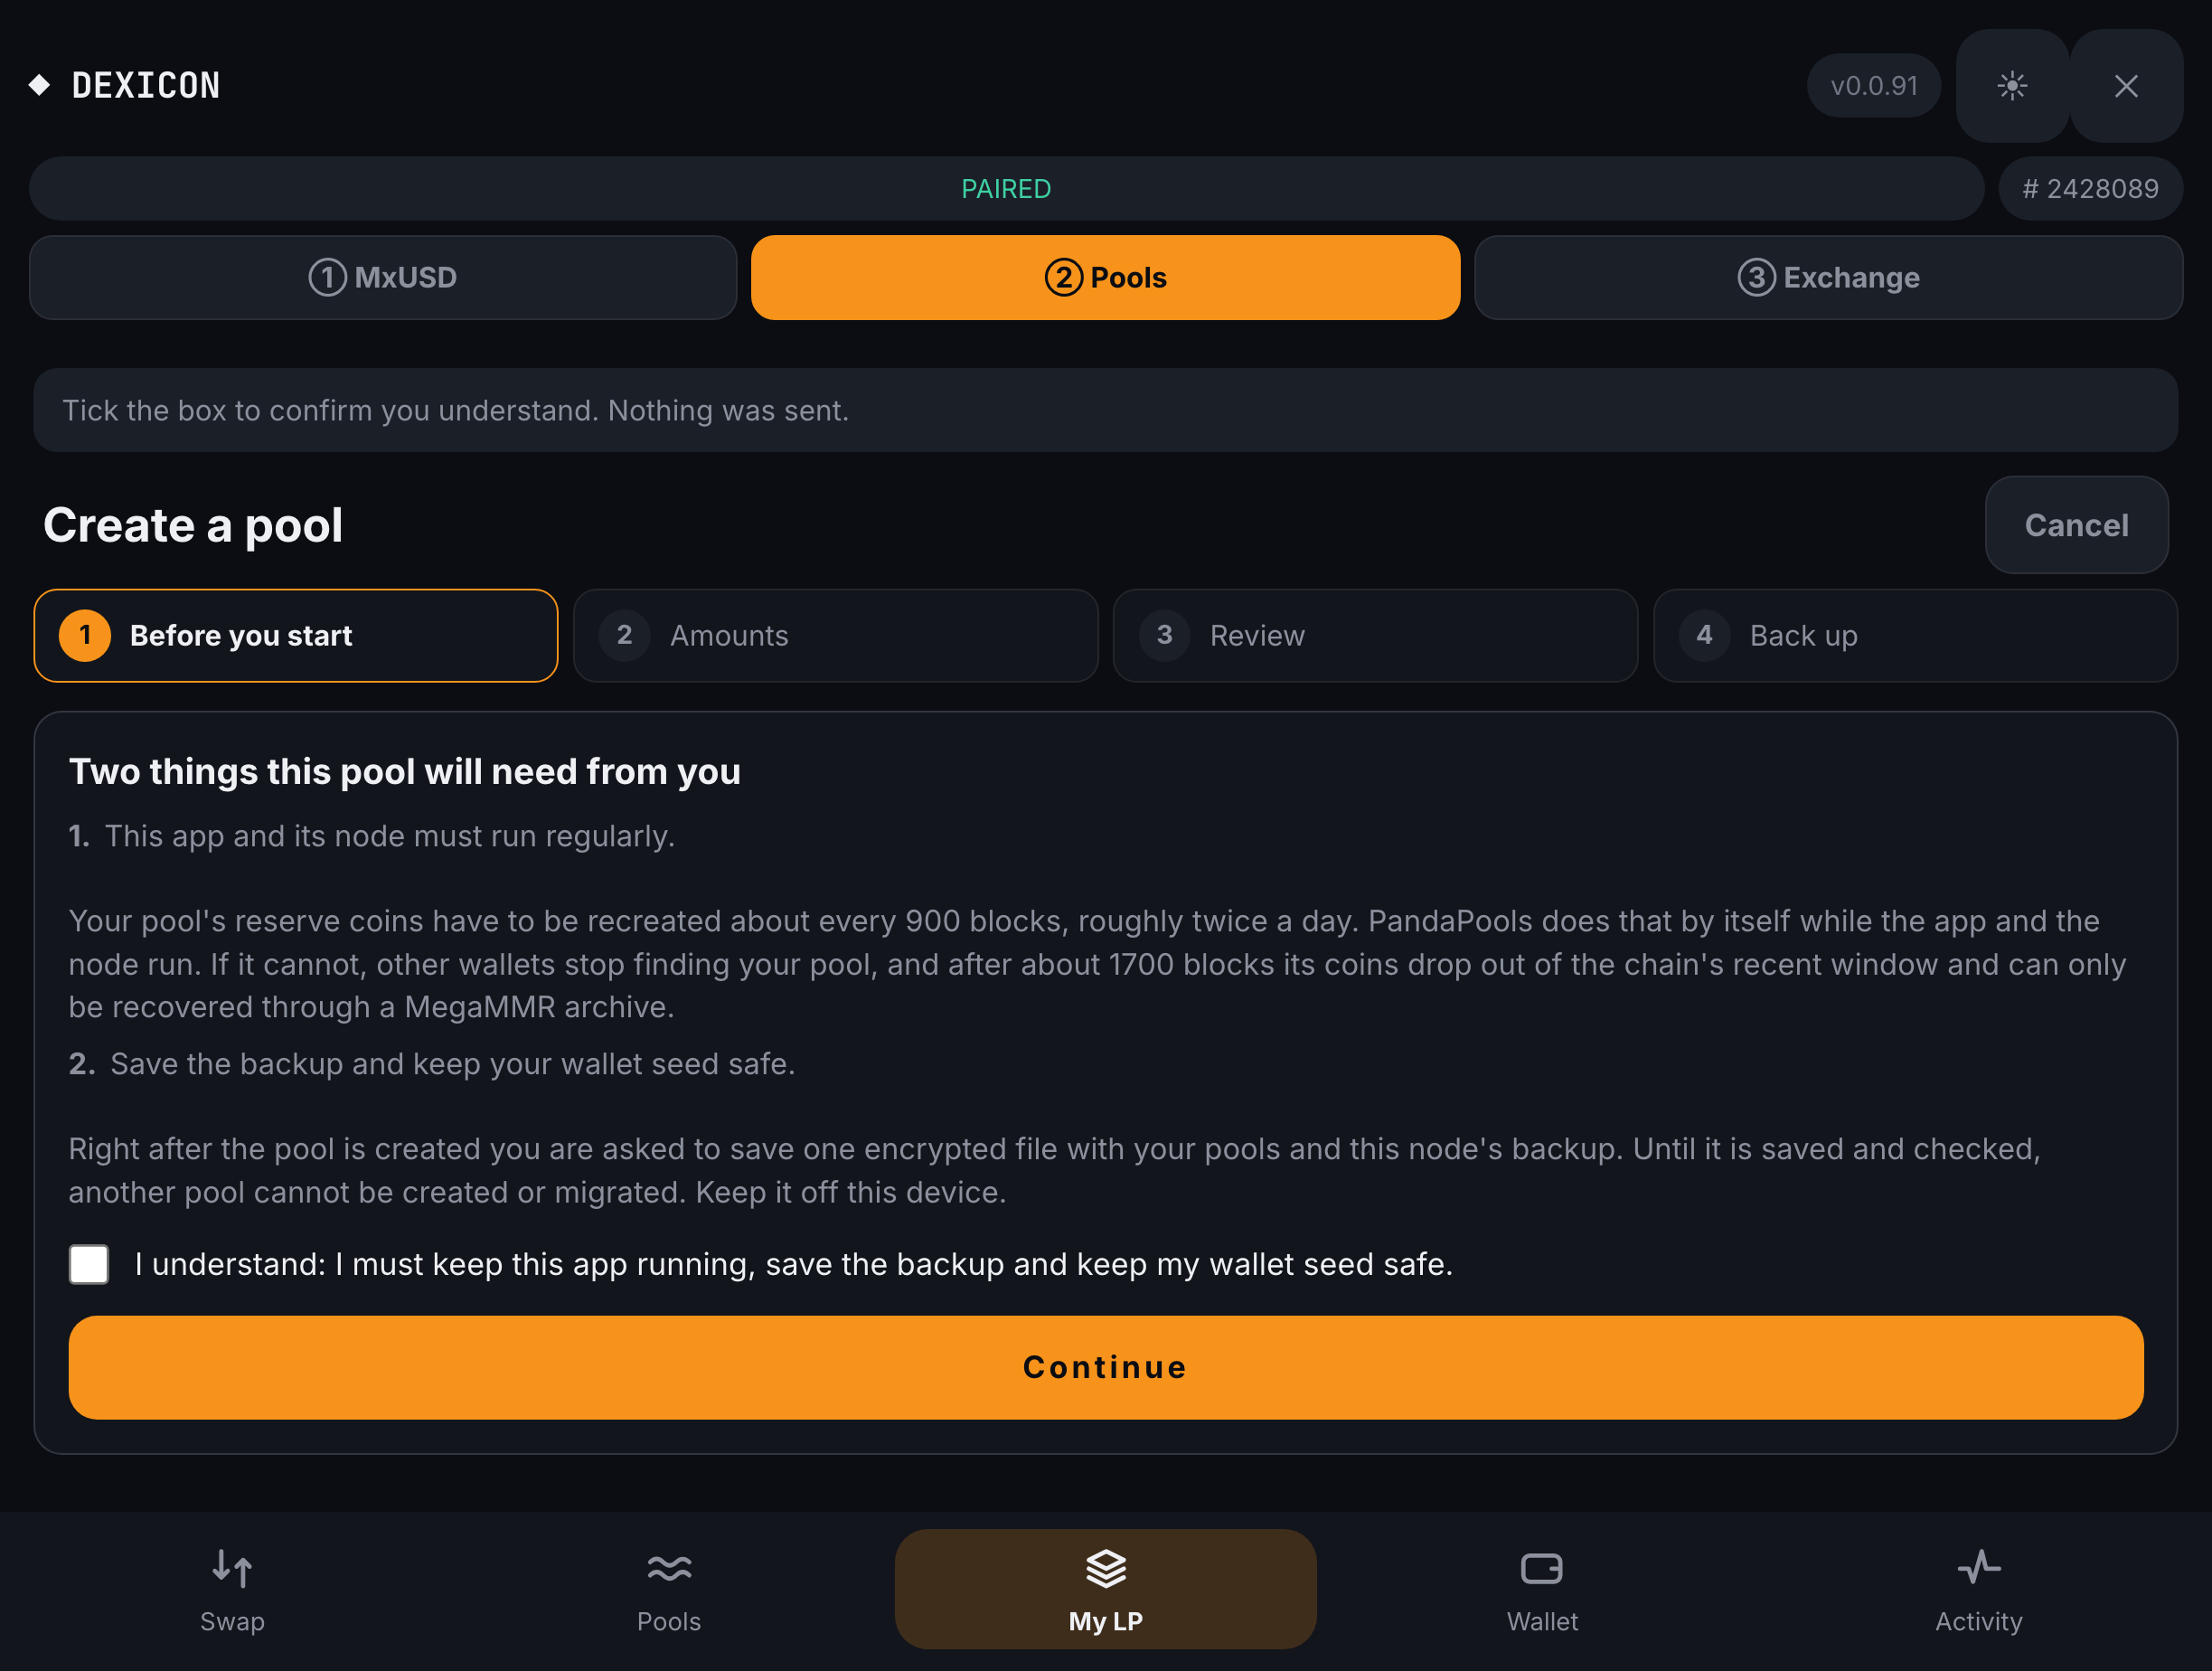 DEXICON
v0.0.91
PAIRED
# 2428089
① MxUSD
② Pools
③ Exchange
Tick the box to confirm you understand. Nothing was sent.
Create a pool
Cancel
1 Before you start
2 Amounts
3 Review
4 Back up
Two things this pool will need from you
1. This app and its node must run regularly.
Your pool's reserve coins have to be recreated about every 900 blocks, roughly twice a day. PandaPools does that by itself while the app and the
node run. If it cannot, other wallets stop finding your pool, and after about 1700 blocks its coins drop out of the chain's recent window and can only
be recovered through a MegaMMR archive.
2. Save the backup and keep your wallet seed safe.
Right after the pool is created you are asked to save one encrypted file with your pools and this node's backup. Until it is saved and checked,
another pool cannot be created or migrated. Keep it off this device.
I understand: I must keep this app running, save the backup and keep my wallet seed safe.
Continue
Swap
Pools
My LP
Wallet
Activity